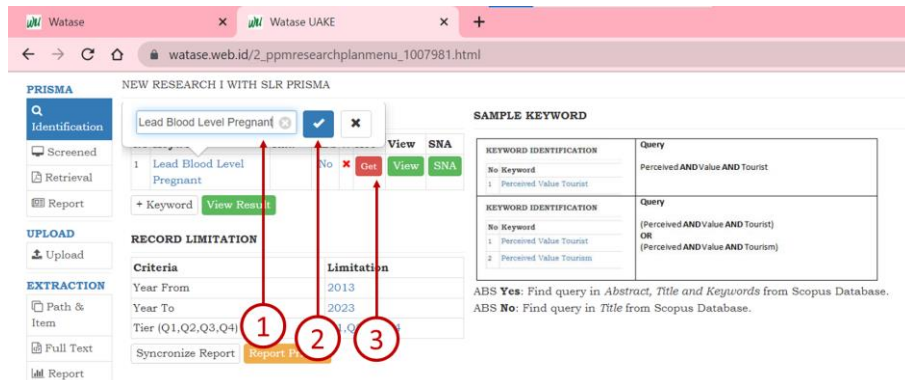 Watase
Watase UAKE
watase.web.id/2_ppmresearchplanmenu_1007981.html
PRISMA
Identification
Screened
Retrieval
Report
UPLOAD
Upload
EXTRACTION
Path &
Item
Full Text
Report
NEW RESEARCH I WITH SLR PRISMA
Lead Blood Level Pregnant
View SNA
1 Lead Blood Level No Get View SNA
Pregnant
+ Keyword View Result
RECORD LIMITATION
Criteria Limitation
Year From 2013
Year To 2023
Tier (Q1,Q2,Q3,Q4)
Syncronize Report Report
1 2 3
SAMPLE KEYWORD
KEYWORD IDENTIFICATION Query
No Keyword Perceived AND Value AND Tourist
1 Perceived Value Tourist
KEYWORD IDENTIFICATION Query
No Keyword (Perceived AND Value AND Tourist)
1 Perceived Value Tourist OR
2 Perceived Value Tourism (Perceived AND Value AND Tourism)
ABS Yes: Find query in Abstract, Title and Keywords from Scopus Database.
ABS No: Find query in Title from Scopus Database.